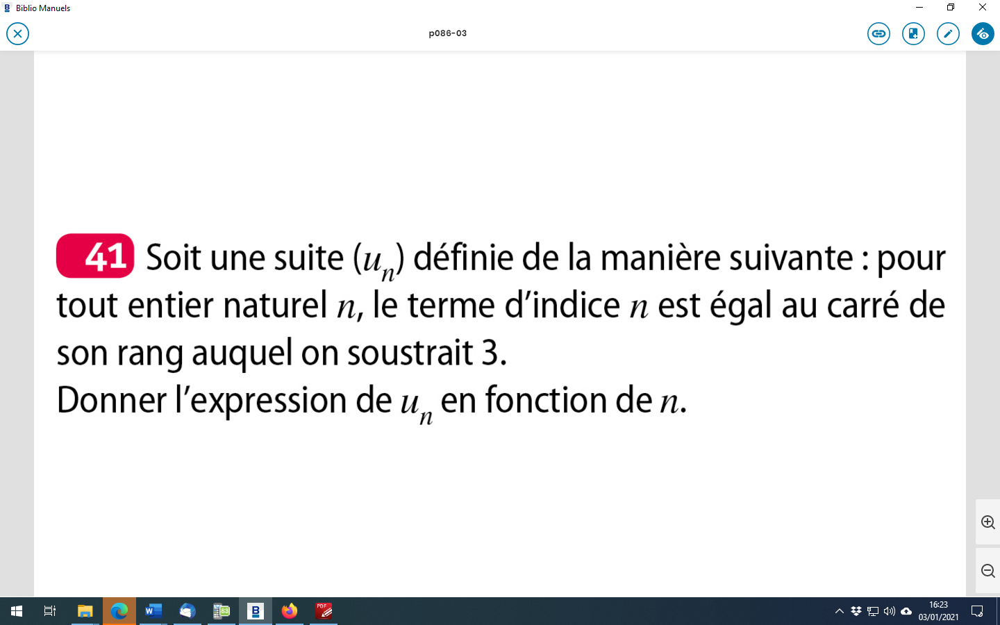 Biblio Manuels
p086-03
41 Soit une suite (uₙ) définie de la manière suivante : pour
tout entier naturel n, le terme d’indice n est égal au carré de
son rang auquel on soustrait 3.
Donner l’expression de uₙ en fonction de n.
16:23
03/01/2021